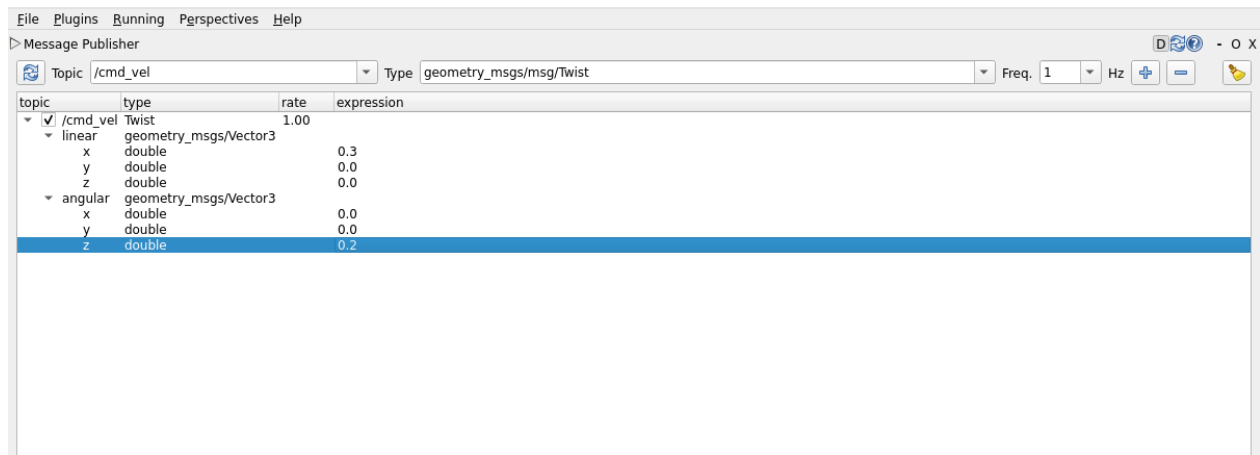 File Plugins Running Perspectives Help
Message Publisher D - O X
Topic /cmd_vel Type geometry_msgs/msg/Twist Freq. 1 Hz
topic type rate expression
/cmd_vel Twist 1.00
linear geometry_msgs/Vector3
x double 0.3
y double 0.0
z double 0.0
angular geometry_msgs/Vector3
x double 0.0
y double 0.0
z double 0.2